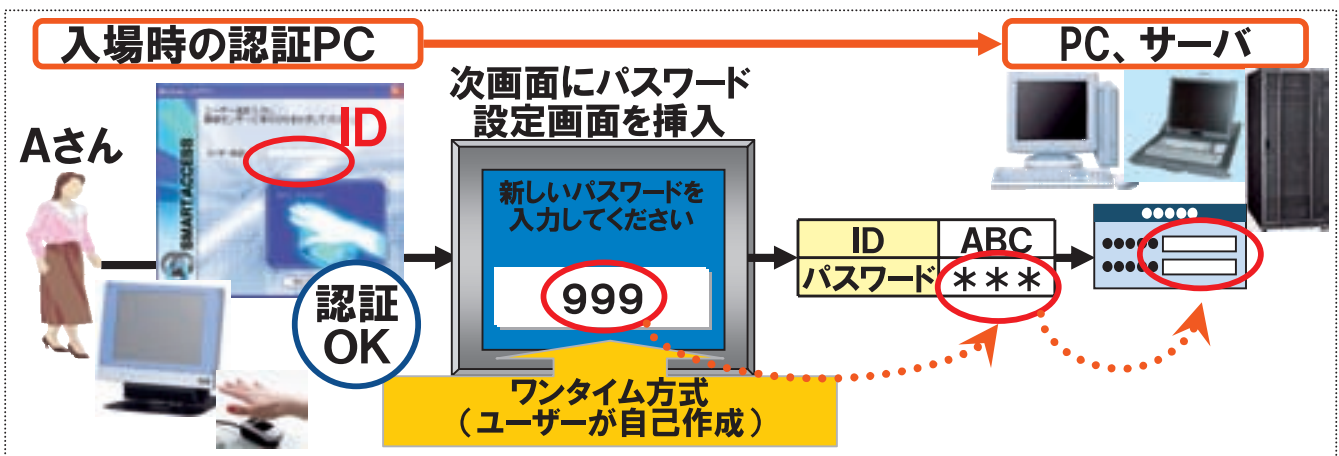 入場時の認証PC
PC、サーバ
次画面にパスワード
設定画面を挿入
Aさん
ID
SMART ACCESS
認証
OK
新しいパスワードを
入力してください
999
ワンタイム方式
（ユーザーが自己作成）
ID ABC
パスワード ＊＊＊
●●●●●
●●●●●
●●●●●